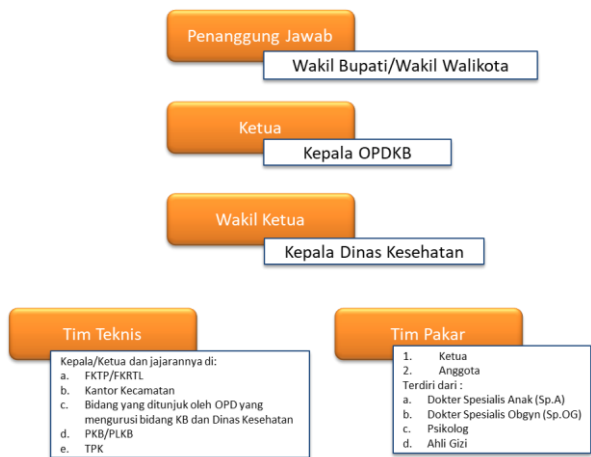 Penanggung Jawab
Wakil Bupati/Wakil Walikota
Ketua
Kepala OPDKB
Wakil Ketua
Kepala Dinas Kesehatan
Tim Teknis
Kepala/Ketua dan jajarannya di:
a. FKTP/FKRTL
b. Kantor Kecamatan
c. Bidang yang ditunjuk oleh OPD yang
mengurusi bidang KB dan Dinas Kesehatan
d. PKB/PLKB
e. TPK
Tim Pakar
1. Ketua
2. Anggota
Terdiri dari :
a. Dokter Spesialis Anak (Sp.A)
b. Dokter Spesialis Obgyn (Sp.OG)
c. Psikolog
d. Ahli Gizi